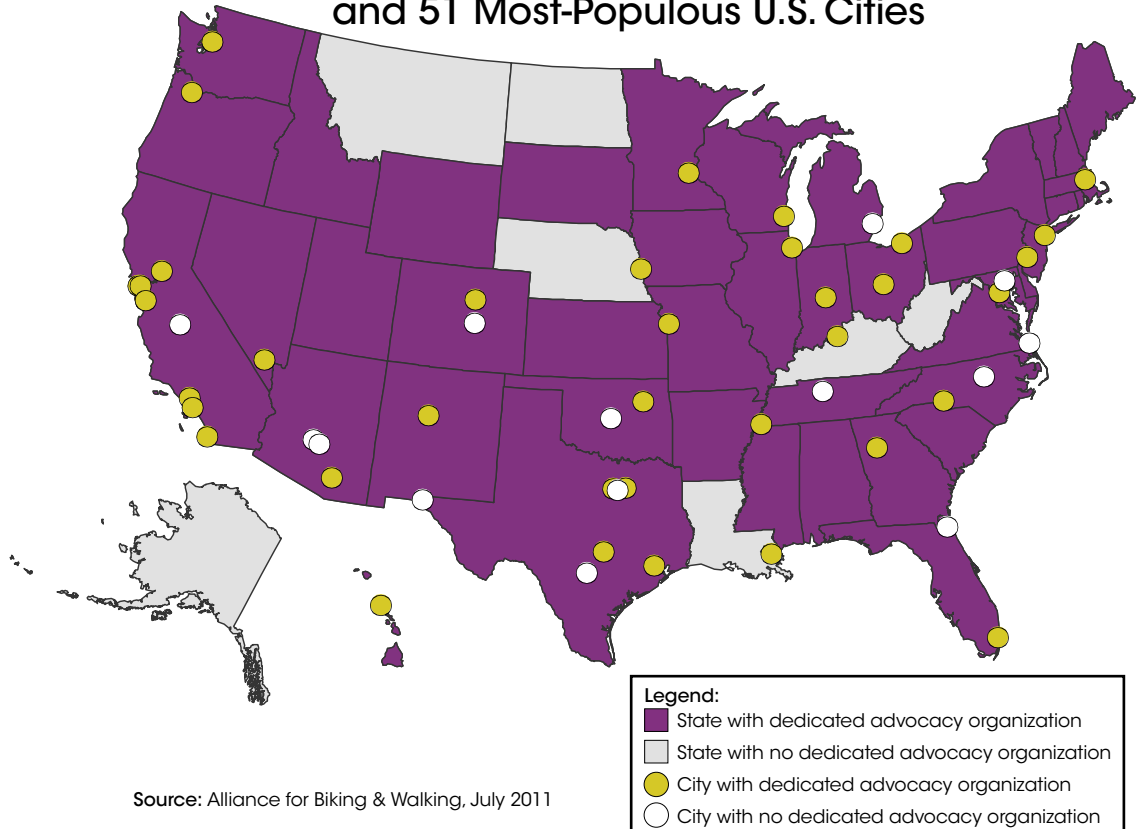 and 51 Most-Populous U.S. Cities
Legend:
State with dedicated advocacy organization
State with no dedicated advocacy organization
City with dedicated advocacy organization
City with no dedicated advocacy organization
Source: Alliance for Biking & Walking, July 2011